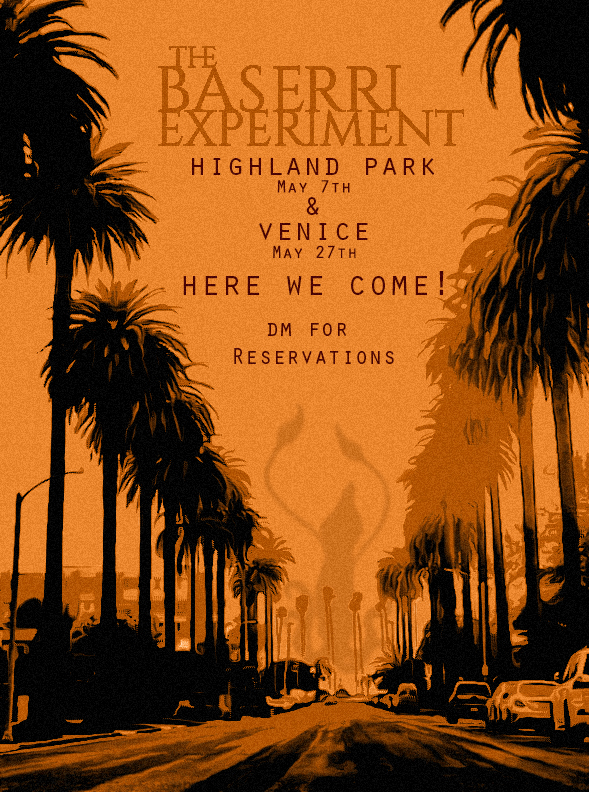 THE
BASERRI
EXPERIMENT
HIGHLAND PARK
MAY 7TH
&
VENICE
MAY 27TH
HERE WE COME!
DM FOR
RESERVATIONS